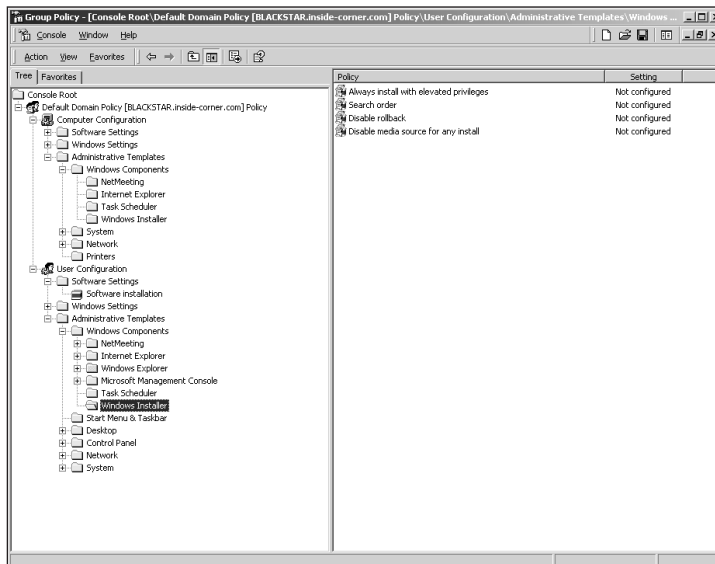 Group Policy - [Console Root\Default Domain Policy [BLACKSTAR.inside-corner.com] Policy\User Configuration\Administrative Templates\Windows ...
Console Window Help
Action View Favorites
Tree Favorites
Policy Setting
Console Root
Default Domain Policy [BLACKSTAR.inside-corner.com] Policy
Computer Configuration
Software Settings
Windows Settings
Administrative Templates
Windows Components
NetMeeting
Internet Explorer
Task Scheduler
Windows Installer
System
Network
Printers
User Configuration
Software Settings
Software installation
Windows Settings
Administrative Templates
Windows Components
NetMeeting
Internet Explorer
Windows Explorer
Microsoft Management Console
Task Scheduler
Windows Installer
Start Menu & Taskbar
Desktop
Control Panel
Network
System
Always install with elevated privileges Not configured
Search order Not configured
Disable rollback Not configured
Disable media source for any install Not configured